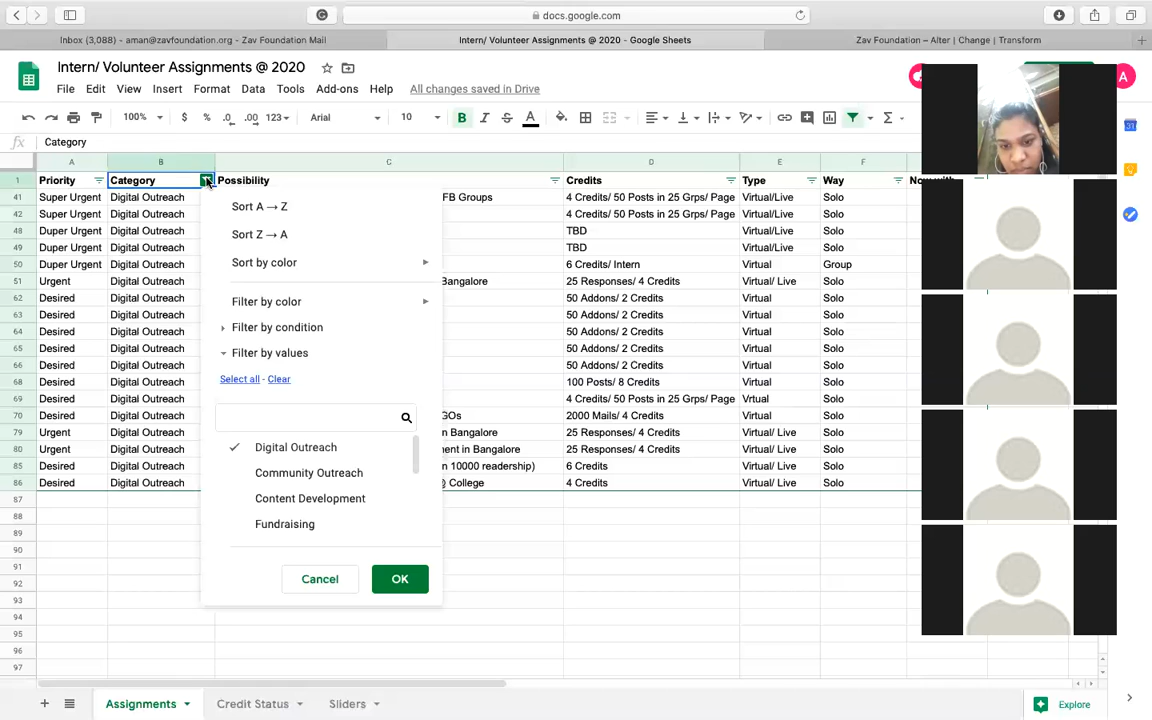 docs.google.com
Inbox (3,088) - aman@zavfoundation.org - Zav Foundation Mail
Intern/ Volunteer Assignments @ 2020 - Google Sheets
Zav Foundation – Alter | Change | Transform
Intern/ Volunteer Assignments @ 2020
File Edit View Insert Format Data Tools Add-ons Help All changes saved in Drive
A
100% $ % .0 .00 123 Arial 10 B I S A Σ
31
fx Category
A B C D E F
1 Priority Category Possibility Credits Type Way
41 Super Urgent Digital Outreach FB Groups 4 Credits/ 50 Posts in 25 Grps/ Page Virtual/Live Solo
42 Super Urgent Digital Outreach 4 Credits/ 50 Posts in 25 Grps/ Page Virtual/Live Solo
48 Duper Urgent Digital Outreach TBD Virtual/Live Solo
49 Duper Urgent Digital Outreach TBD Virtual/Live Solo
50 Duper Urgent Digital Outreach 6 Credits/ Intern Virtual Group
51 Urgent Digital Outreach Bangalore 25 Responses/ 4 Credits Virtual/ Live Solo
62 Desired Digital Outreach 50 Addons/ 2 Credits Virtual Solo
63 Desired Digital Outreach 50 Addons/ 2 Credits Virtual Solo
64 Desired Digital Outreach 50 Addons/ 2 Credits Virtual Solo
65 Desired Digital Outreach 50 Addons/ 2 Credits Virtual Solo
66 Desired Digital Outreach 50 Addons/ 2 Credits Virtual Solo
68 Desired Digital Outreach 100 Posts/ 8 Credits Virtual Solo
69 Desired Digital Outreach 4 Credits/ 50 Posts in 25 Grps/ Page Virtual Solo
70 Desired Digital Outreach GOs 2000 Mails/ 4 Credits Virtual Solo
79 Urgent Digital Outreach n Bangalore 25 Responses/ 4 Credits Virtual/ Live Solo
80 Urgent Digital Outreach ent in Bangalore 25 Responses/ 4 Credits Virtual/ Live Solo
85 Desired Digital Outreach n 10000 readership) 6 Credits Virtual/ Live Solo
86 Desired Digital Outreach @ College 4 Credits Virtual/ Live Solo
87
88
89
90
91
92
93
94
95
96
97
Sort A → Z
Sort Z → A
Sort by color
Filter by color
Filter by condition
Filter by values
Select all - Clear
Digital Outreach
Community Outreach
Content Development
Fundraising
Cancel OK
Assignments Credit Status Sliders Explore